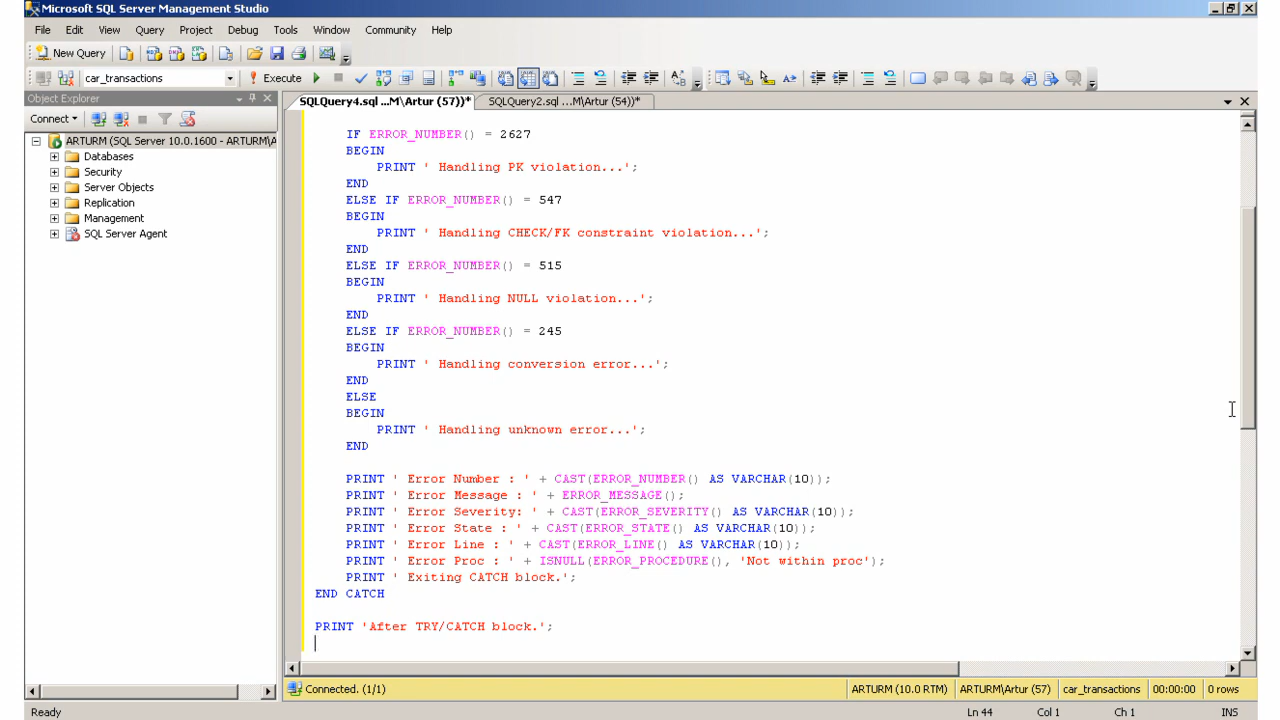 Microsoft SQL Server Management Studio
File Edit View Query Project Debug Tools Window Community Help
New Query
car_transactions Execute
Object Explorer
SQLQuery4.sql ...M\Artur (57))* SQLQuery2.sql ...M\Artur (54))*
Connect
ARTURM (SQL Server 10.0.1600 - ARTURM\A
Databases
Security
Server Objects
Replication
Management
SQL Server Agent
IF ERROR_NUMBER() = 2627
BEGIN
PRINT ' Handling PK violation...';
END
ELSE IF ERROR_NUMBER() = 547
BEGIN
PRINT ' Handling CHECK/FK constraint violation...';
END
ELSE IF ERROR_NUMBER() = 515
BEGIN
PRINT ' Handling NULL violation...';
END
ELSE IF ERROR_NUMBER() = 245
BEGIN
PRINT ' Handling conversion error...';
END
ELSE
BEGIN
PRINT ' Handling unknown error...';
END
PRINT ' Error Number : ' + CAST(ERROR_NUMBER() AS VARCHAR(10));
PRINT ' Error Message : ' + ERROR_MESSAGE();
PRINT ' Error Severity: ' + CAST(ERROR_SEVERITY() AS VARCHAR(10));
PRINT ' Error State : ' + CAST(ERROR_STATE() AS VARCHAR(10));
PRINT ' Error Line : ' + CAST(ERROR_LINE() AS VARCHAR(10));
PRINT ' Error Proc : ' + ISNULL(ERROR_PROCEDURE(), 'Not within proc');
PRINT ' Exiting CATCH block.';
END CATCH
PRINT 'After TRY/CATCH block.';
Connected. (1/1) ARTURM (10.0 RTM) ARTURM\Artur (57) car_transactions 00:00:00 0 rows
Ready Ln 44 Col 1 Ch 1 INS